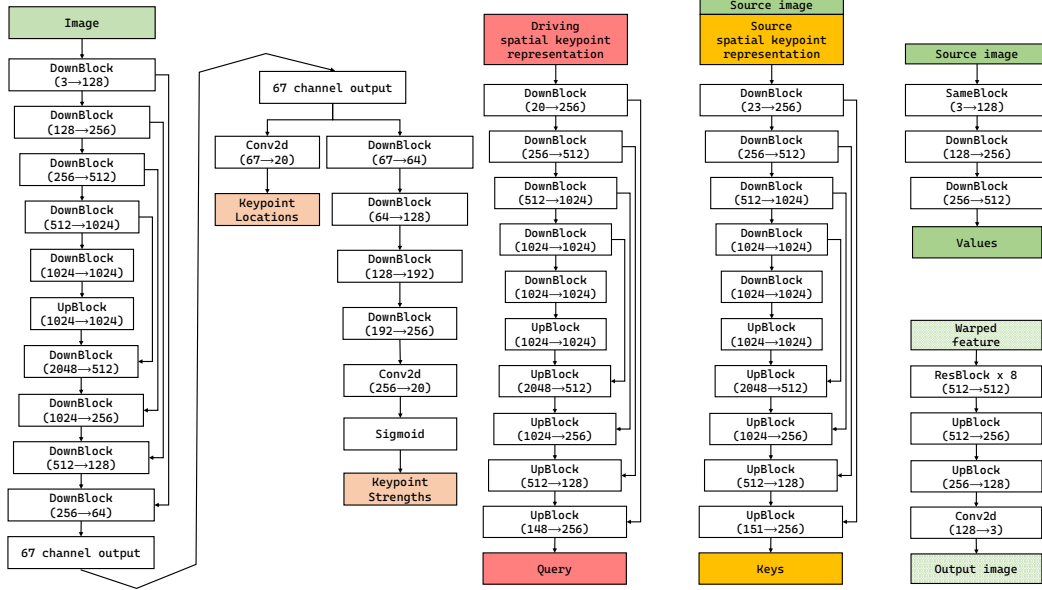 Image
DownBlock
(3→128)
DownBlock
(128→256)
DownBlock
(256→512)
DownBlock
(512→1024)
DownBlock
(1024→1024)
UpBlock
(1024→1024)
DownBlock
(2048→512)
DownBlock
(1024→256)
DownBlock
(512→128)
DownBlock
(256→64)
67 channel output
67 channel output
Conv2d
(67→20)
Keypoint
Locations
DownBlock
(67→64)
DownBlock
(64→128)
DownBlock
(128→192)
DownBlock
(192→256)
Conv2d
(256→20)
Sigmoid
Keypoint
Strengths
Driving
spatial keypoint
representation
DownBlock
(20→256)
DownBlock
(256→512)
DownBlock
(512→1024)
DownBlock
(1024→1024)
DownBlock
(1024→1024)
UpBlock
(1024→1024)
UpBlock
(2048→512)
UpBlock
(1024→256)
UpBlock
(512→128)
UpBlock
(148→256)
Query
Source image
Source
spatial keypoint
representation
DownBlock
(23→256)
DownBlock
(256→512)
DownBlock
(512→1024)
DownBlock
(1024→1024)
DownBlock
(1024→1024)
UpBlock
(1024→1024)
UpBlock
(2048→512)
UpBlock
(1024→256)
UpBlock
(512→128)
UpBlock
(151→256)
Keys
Source image
SameBlock
(3→128)
DownBlock
(128→256)
DownBlock
(256→512)
Values
Warped
feature
ResBlock x 8
(512→512)
UpBlock
(512→256)
UpBlock
(256→128)
Conv2d
(128→3)
Output image